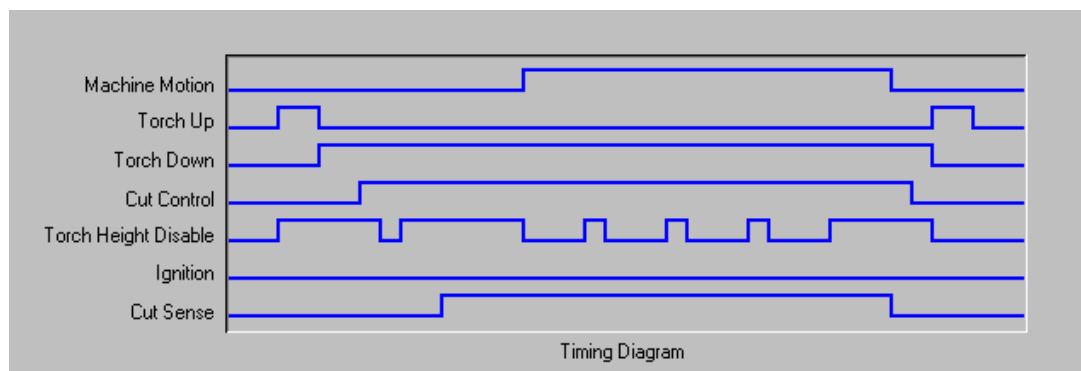 Machine Motion
Torch Up
Torch Down
Cut Control
Torch Height Disable
Ignition
Cut Sense
Timing Diagram